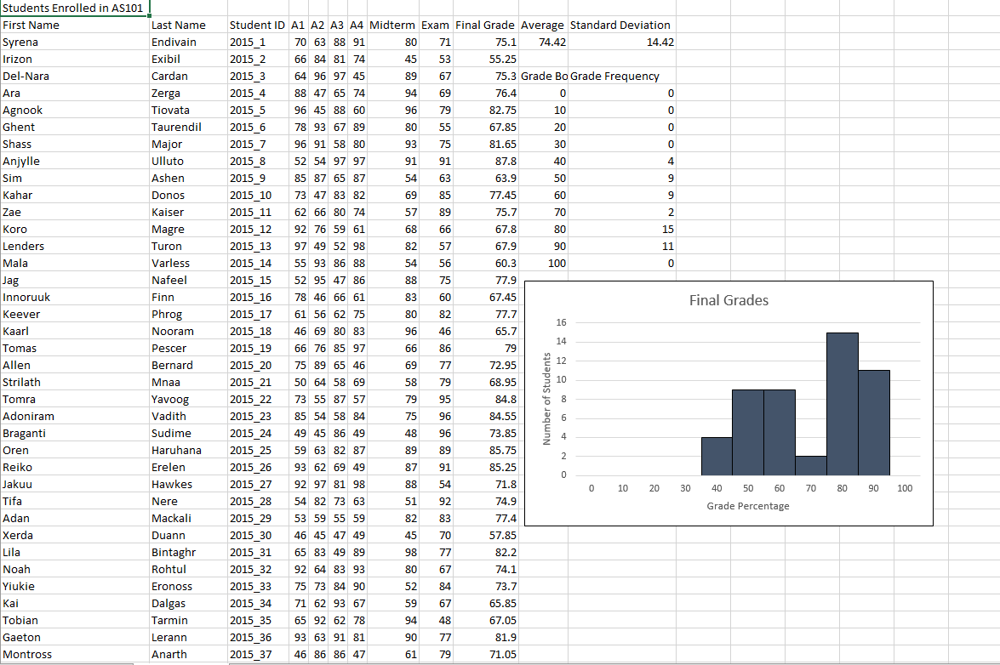 Students Enrolled in AS101
First Name Last Name Student ID A1 A2 A3 A4 Midterm Exam Final Grade Average Standard Deviation
Syrena Endivain 2015_1 70 63 88 91 80 71 75.1 74.42 14.42
Irizon Exibil 2015_2 66 84 81 74 45 53 55.25
Del-Nara Cardan 2015_3 64 96 97 45 89 67 75.3 Grade Bo Grade Frequency
Ara Zerga 2015_4 88 47 65 74 94 69 76.4 0 0
Agnook Tiovata 2015_5 96 45 88 60 96 79 82.75 10 0
Ghent Taurendil 2015_6 78 93 67 89 80 55 67.85 20 0
Shass Major 2015_7 96 91 58 80 93 75 81.65 30 0
Anjylle Ulluto 2015_8 52 54 97 97 91 91 87.8 40 4
Sim Ashen 2015_9 85 87 65 87 54 63 63.9 50 9
Kahar Donos 2015_10 73 47 83 82 69 85 77.45 60 9
Zae Kaiser 2015_11 62 66 80 74 57 89 75.7 70 2
Koro Magre 2015_12 92 76 59 61 68 66 67.8 80 15
Lenders Turon 2015_13 97 49 52 98 82 57 67.9 90 11
Mala Varless 2015_14 55 93 86 88 54 56 60.3 100 0
Jag Nafeel 2015_15 52 95 47 86 88 75 77.9
Innoruuk Finn 2015_16 78 46 66 61 83 60 67.45
Keever Phrog 2015_17 61 56 62 75 80 82 77.7
Kaarl Nooram 2015_18 46 69 80 83 96 46 65.7
Tomas Pescer 2015_19 66 76 85 97 66 86 79
Allen Bernard 2015_20 75 89 65 46 69 77 72.95
Strilath Mnaa 2015_21 50 64 58 69 58 79 68.95
Tomra Yavoog 2015_22 73 55 87 57 79 95 84.8
Adoniram Vadith 2015_23 85 54 58 84 75 96 84.55
Braganti Sudime 2015_24 49 45 86 49 48 96 73.85
Oren Haruhana 2015_25 59 63 82 87 89 89 85.75
Reiko Erelen 2015_26 93 62 69 49 87 91 85.25
Jakuu Hawkes 2015_27 92 97 81 98 88 54 71.8
Tifa Nere 2015_28 54 82 73 63 51 92 74.9
Adan Mackali 2015_29 53 59 55 59 82 83 77.4
Xerda Duann 2015_30 46 45 47 49 45 70 57.85
Lila Bintaghr 2015_31 65 83 49 89 98 77 82.2
Noah Rohtul 2015_32 92 64 83 93 80 67 74.1
Yiukie Eronoss 2015_33 75 73 84 90 52 84 73.7
Kai Dalgas 2015_34 71 62 93 67 59 67 65.85
Tobian Tarmin 2015_35 65 92 62 78 94 48 67.05
Gaeton Lerann 2015_36 93 63 91 81 90 77 81.9
Montross Anarth 2015_37 46 86 86 47 61 79 71.05
Final Grades
Number of Students
16
14
12
10
8
6
4
2
0
0 10 20 30 40 50 60 70 80 90 100
Grade Percentage